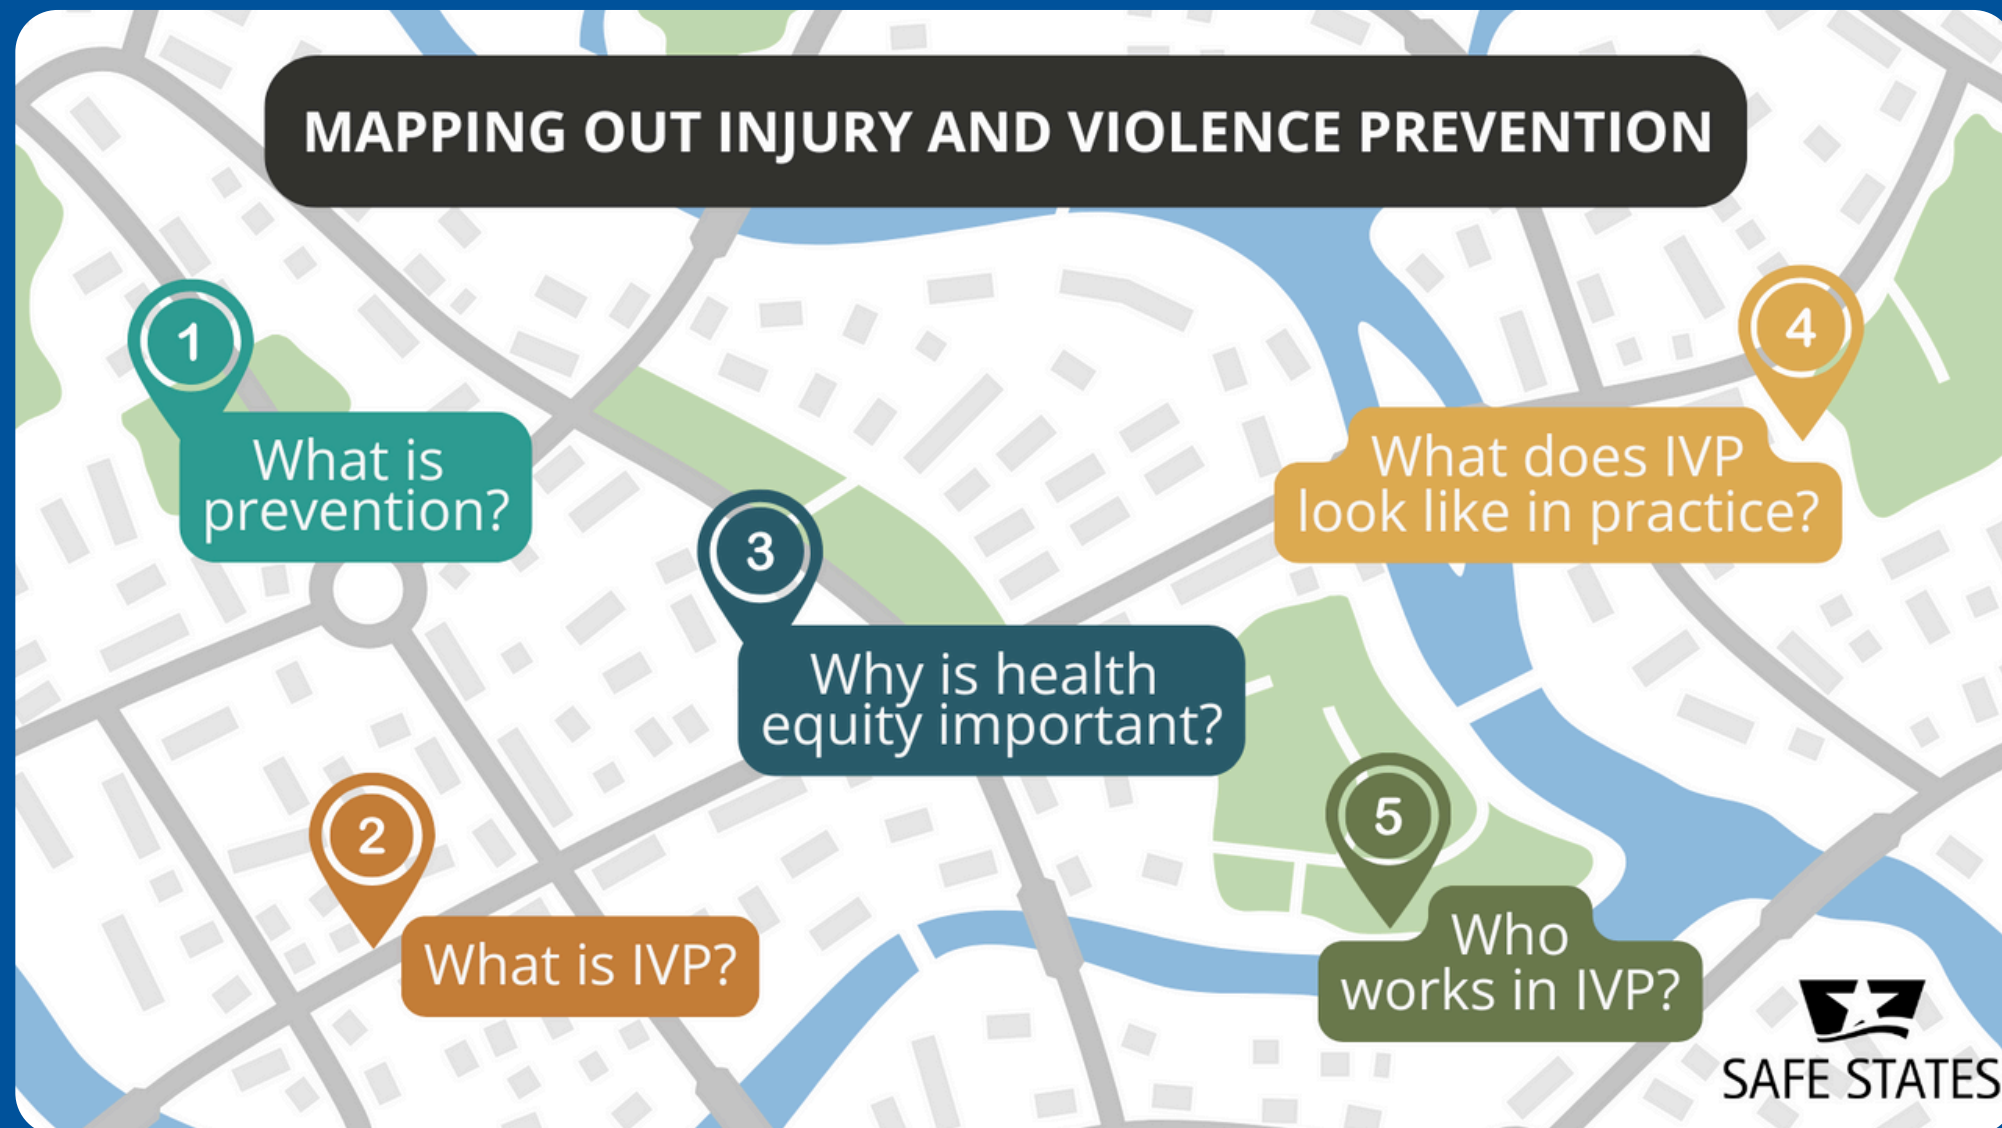 MAPPING OUT INJURY AND VIOLENCE PREVENTION
1
What is
prevention?
2
What is IVP?
3
Why is health
equity important?
4
What does IVP
look like in practice?
5
Who
works in IVP?
SAFE STATES